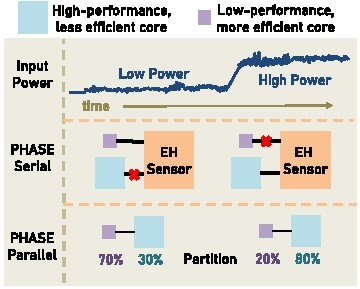 High-performance,
less efficient core
Low-performance,
more efficient core
Input
Power
Low Power
High Power
time
PHASE
Serial
EH
Sensor
EH
Sensor
PHASE
Parallel
70% 30% Partition 20% 80%